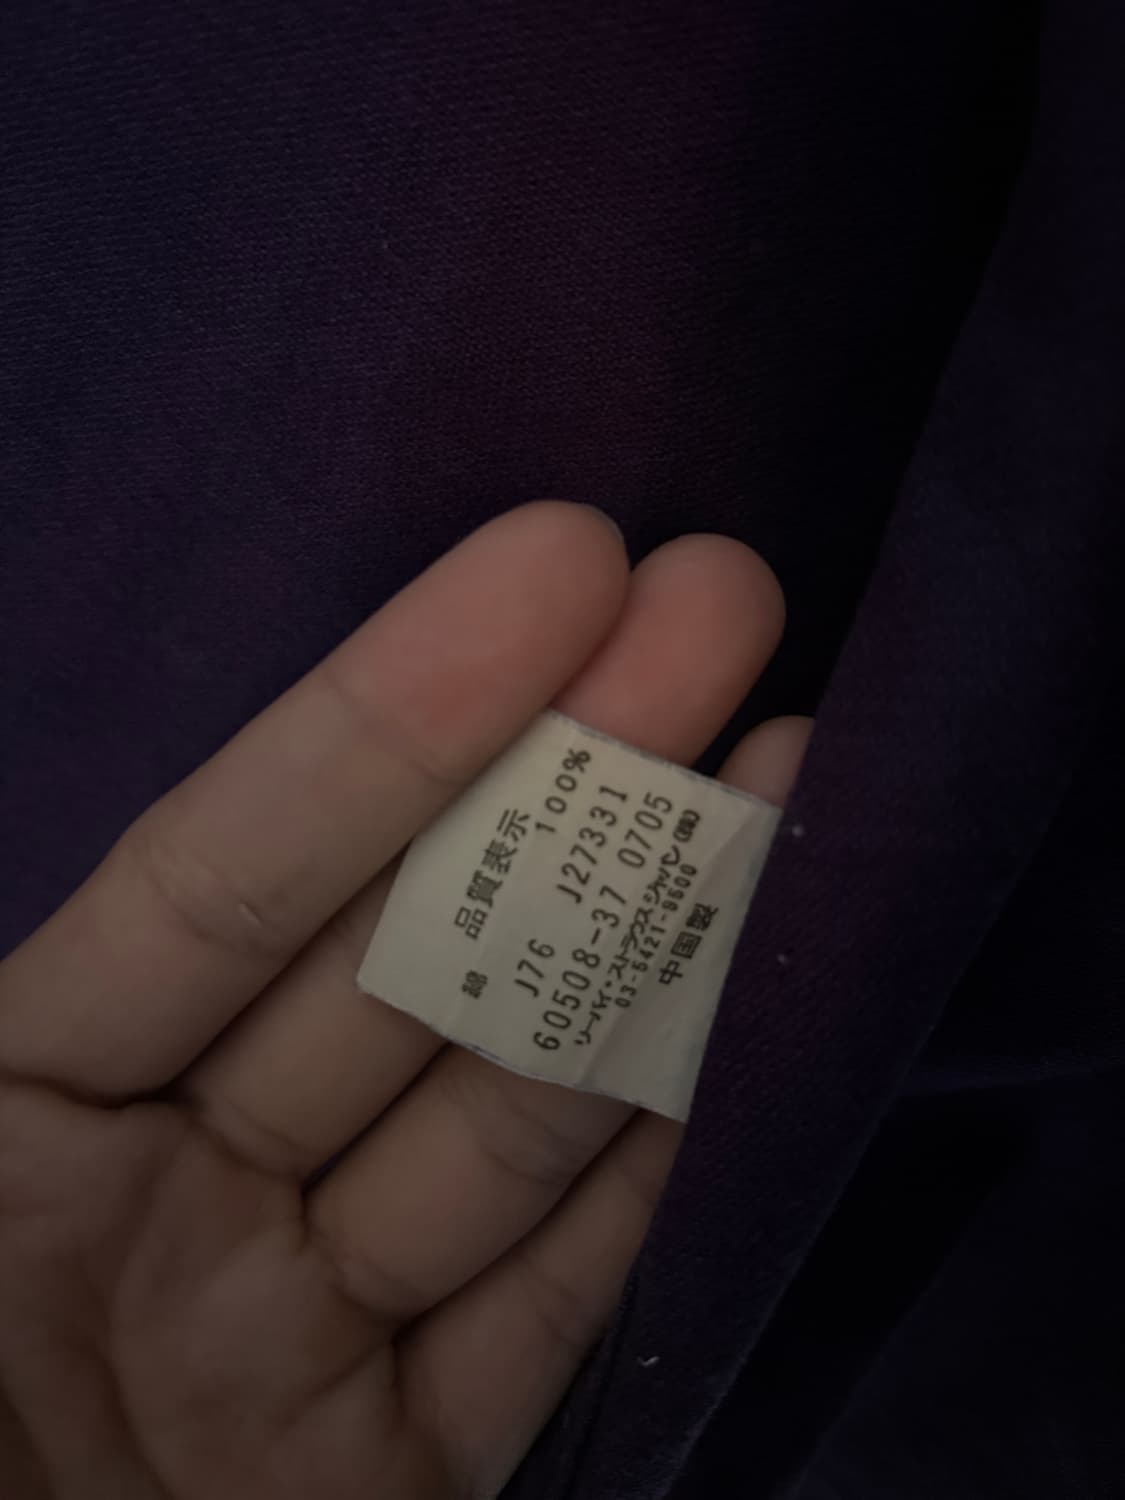 品質表示
綿 100%
J76 J27331
60508-37 0705
リーバイ・ストラウスジャパン(株)
03-5421-9500
中国製